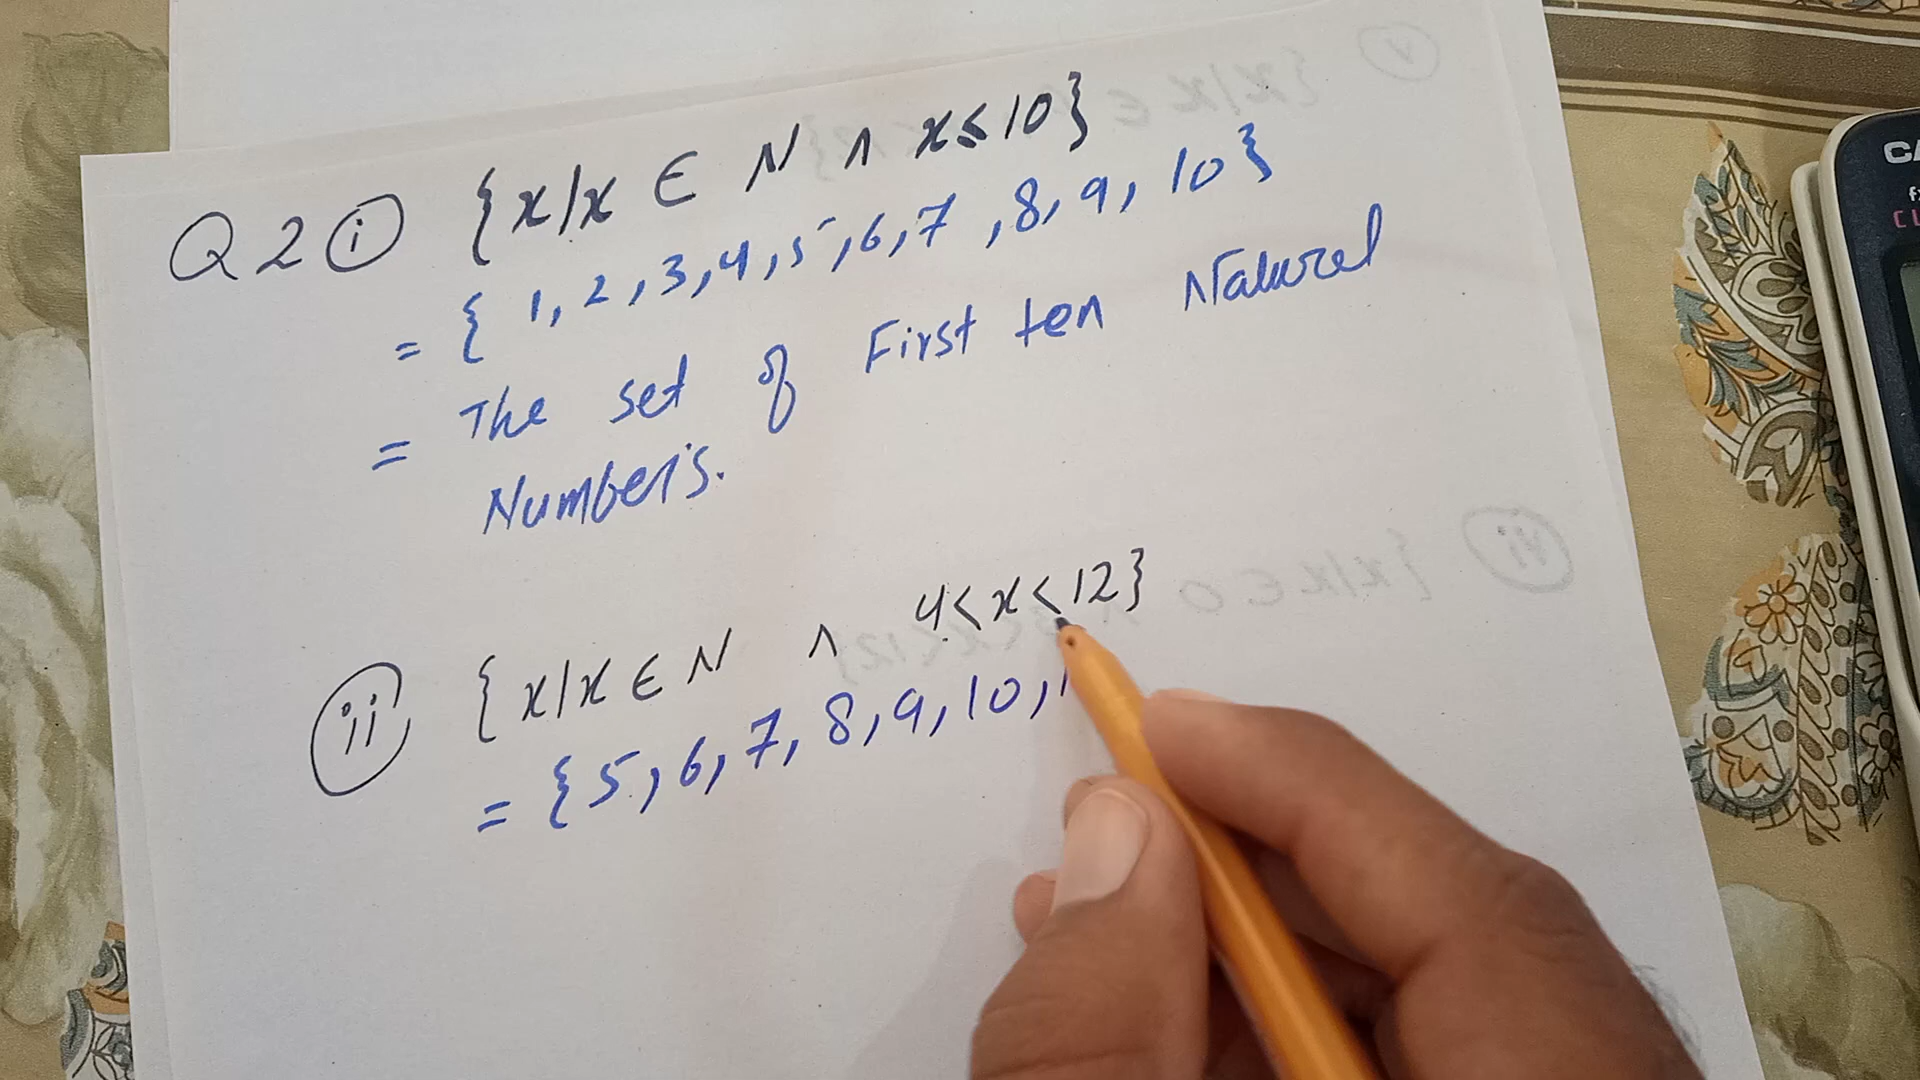 Q2 (i) {x/x ∈ N ∧ x≤10}
= { 1, 2, 3, 4, 5, 6, 7, 8, 9, 10}
= The set of First ten Natural
Numbers.
(ii) {x/x ∈ N ∧ 4<x<12}
= {5, 6, 7, 8, 9, 10,